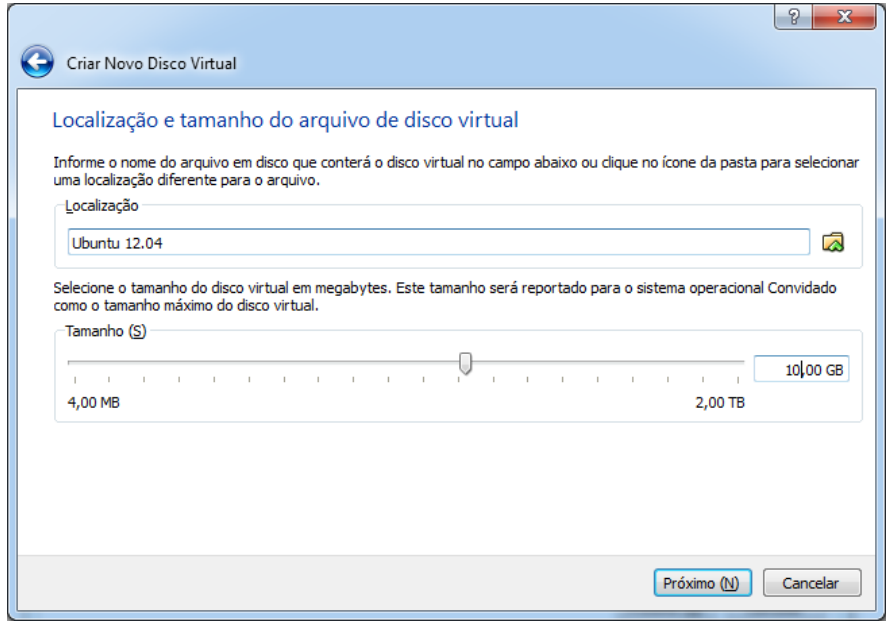 ?
X
Criar Novo Disco Virtual
Localização e tamanho do arquivo de disco virtual
Informe o nome do arquivo em disco que conterá o disco virtual no campo abaixo ou clique no ícone da pasta para selecionar
uma localização diferente para o arquivo.
Localização
Ubuntu 12.04
Selecione o tamanho do disco virtual em megabytes. Este tamanho será reportado para o sistema operacional Convidado
como o tamanho máximo do disco virtual.
Tamanho (S)
10,00 GB
4,00 MB
2,00 TB
Próximo (N)
Cancelar